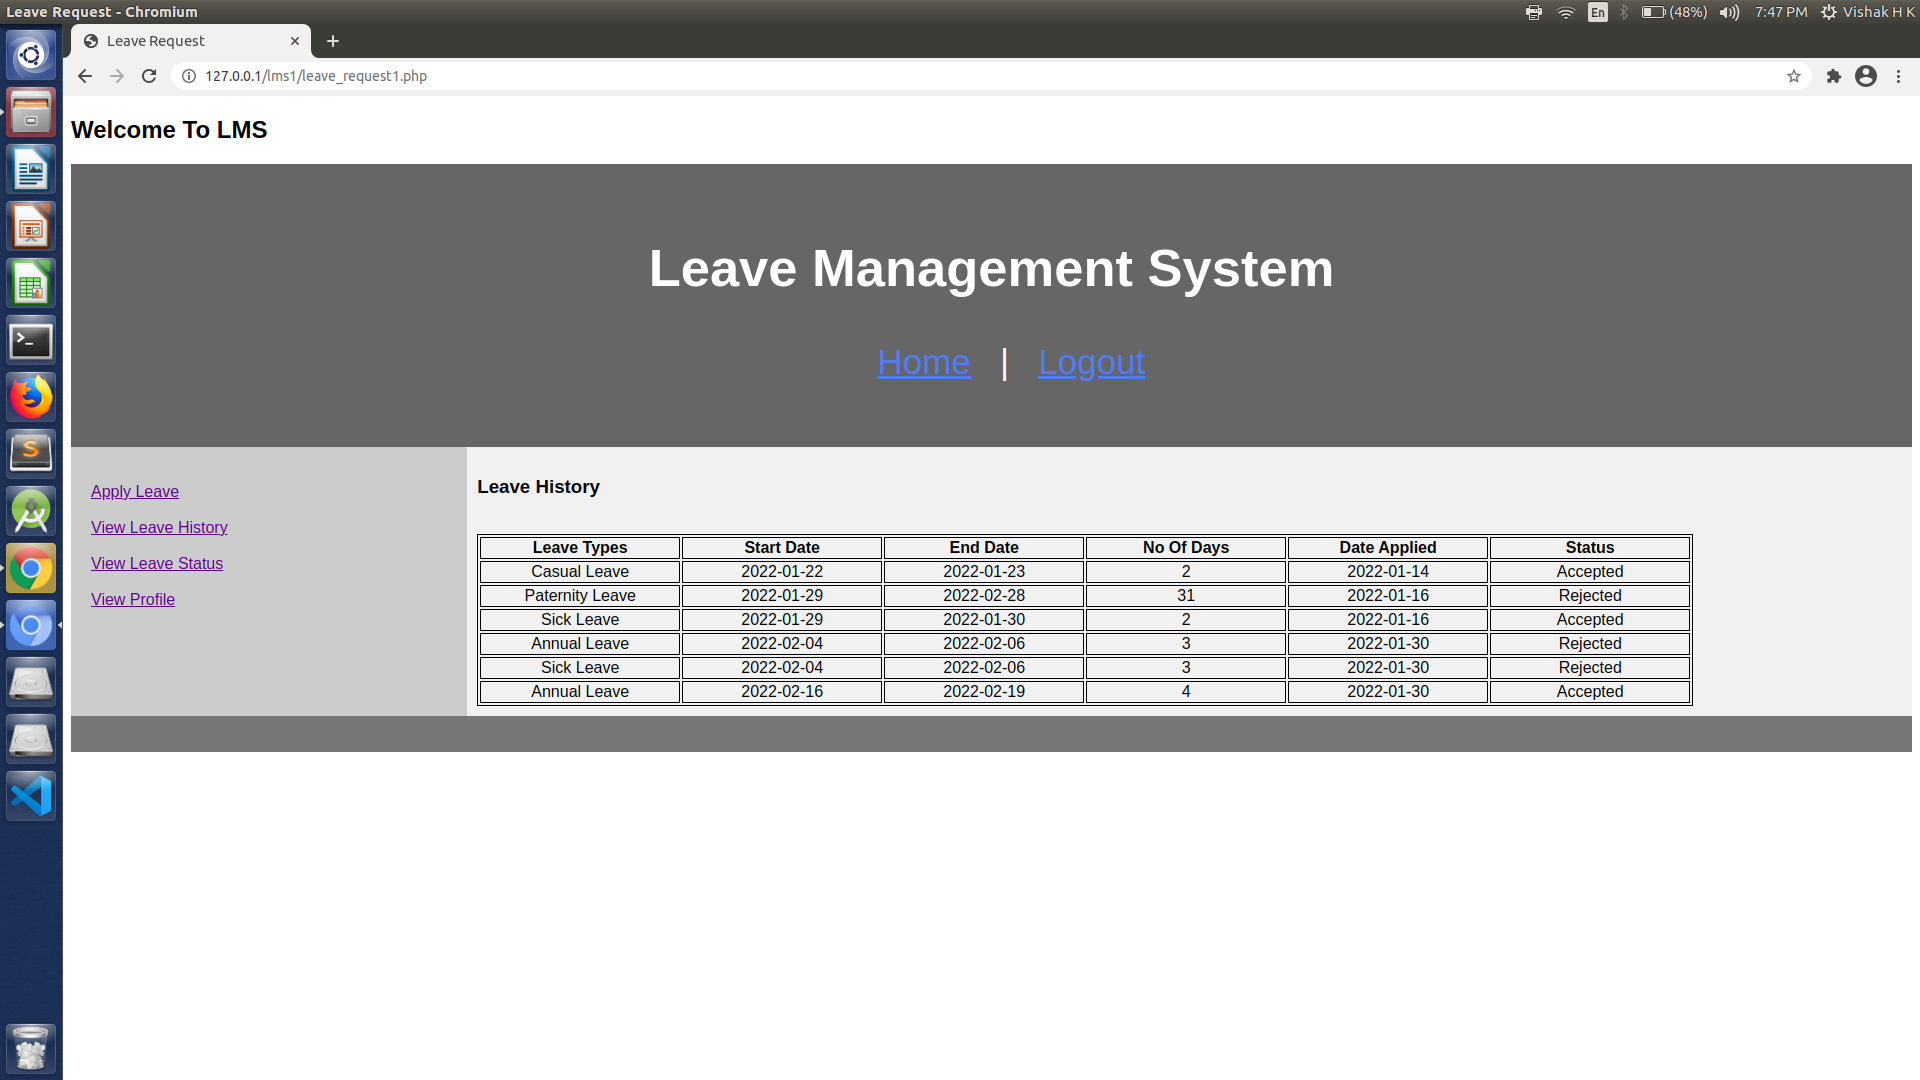 Leave Request - Chromium
En (48%) 7:47 PM Vishak H K
Leave Request
127.0.0.1/lms1/leave_request1.php
Welcome To LMS
Leave Management System
Home | Logout
Apply Leave
View Leave History
View Leave Status
View Profile
Leave History
Leave Types Start Date End Date No Of Days Date Applied Status
Casual Leave 2022-01-22 2022-01-23 2 2022-01-14 Accepted
Paternity Leave 2022-01-29 2022-02-28 31 2022-01-16 Rejected
Sick Leave 2022-01-29 2022-01-30 2 2022-01-16 Accepted
Annual Leave 2022-02-04 2022-02-06 3 2022-01-30 Rejected
Sick Leave 2022-02-04 2022-02-06 3 2022-01-30 Rejected
Annual Leave 2022-02-16 2022-02-19 4 2022-01-30 Accepted